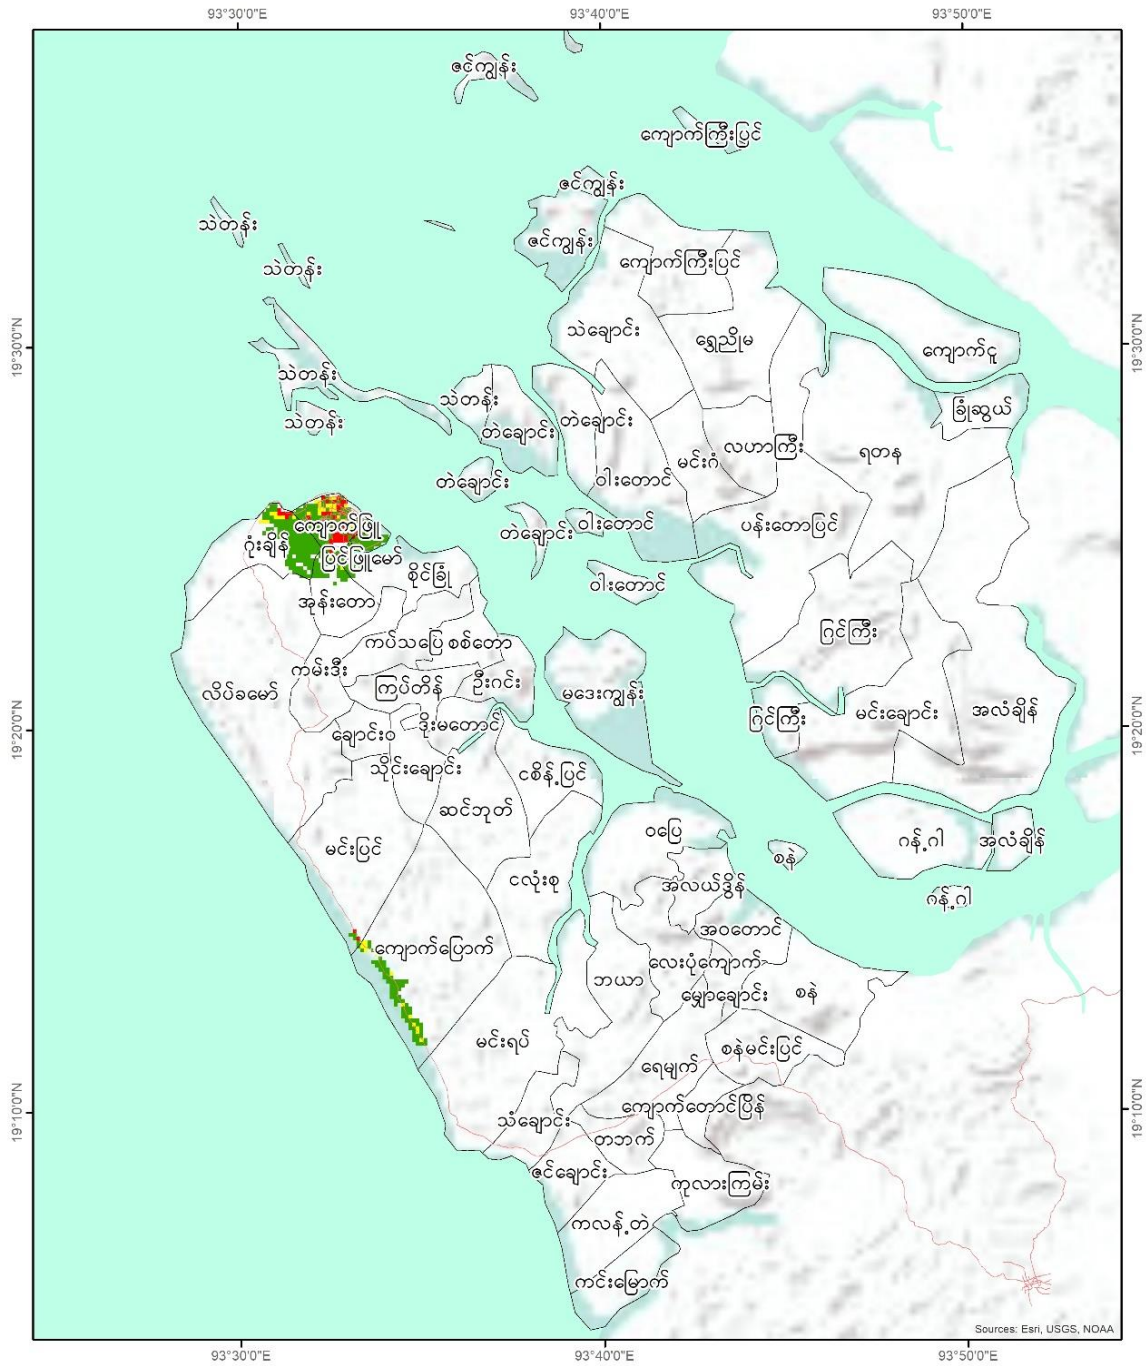 93°30'0"E
93°40'0"E
93°50'0"E
ဇင်ကျွန်း
ကျောက်ကြီးပြင်
ဇင်ကျွန်း
သဲတန်း
ဇင်ကျွန်း
ကျောက်ကြီးပြင်
သဲတန်း
သဲချောင်း
ရွှေညိုမ
19°30'0"N
19°30'0"N
ကျောက်ငူ
သဲတန်း
သဲတန်း
ခြုံဆွယ်
သဲတန်း
တဲချောင်း
တဲချောင်း
လဟာကြီး
ရတန
မင်းဂံ
တဲချောင်း
ဝါးတောင်
ကျောက်ဖြူ
တဲချောင်း
ဝါးတောင်
ပန်းတောပြင်
ဂုံးချိန်
ပြင်ဖြူမော်
စိုင်ခြုံ
ဝါးတောင်
အုန်းတော
ဂြင်ကြီး
ကပ်သပြေ
စစ်တော
ကမ်းဒီး
လိပ်ခမော်
ကြပ်တိန်
ဦးဂင်း
မဒေးကျွန်း
ဂြင်ကြီး
မင်းချောင်း
အလံချိန်
19°20'0"N
19°20'0"N
ချောင်းဝ
ဒိုးမတောင်
သိုင်းချောင်း
ငစိန့်ပြင်
ဆင်ဘုတ်
ဝပြေ
ဂန့်ဂါ
အလံချိန်
မင်းပြင်
စနဲ
ငလုံးစု
အလယ်ဒွိန်
ဂန့်ဂါ
အဝတောင်
ကျောက်ပြောက်
လေးပုံကျောက်
ဘယာ
မျှောချောင်း
စနဲ
မင်းရပ်
စနဲမင်းပြင်
ရေမျက်
19°10'0"N
19°10'0"N
ကျောက်တောင်ပြိန်
သံချောင်း
တဘက်
ဇင်ချောင်း
ကုလားကြမ်း
ကလန့်တဲ
ကင်းမြောက်
Sources: Esri, USGS, NOAA
93°30'0"E
93°40'0"E
93°50'0"E